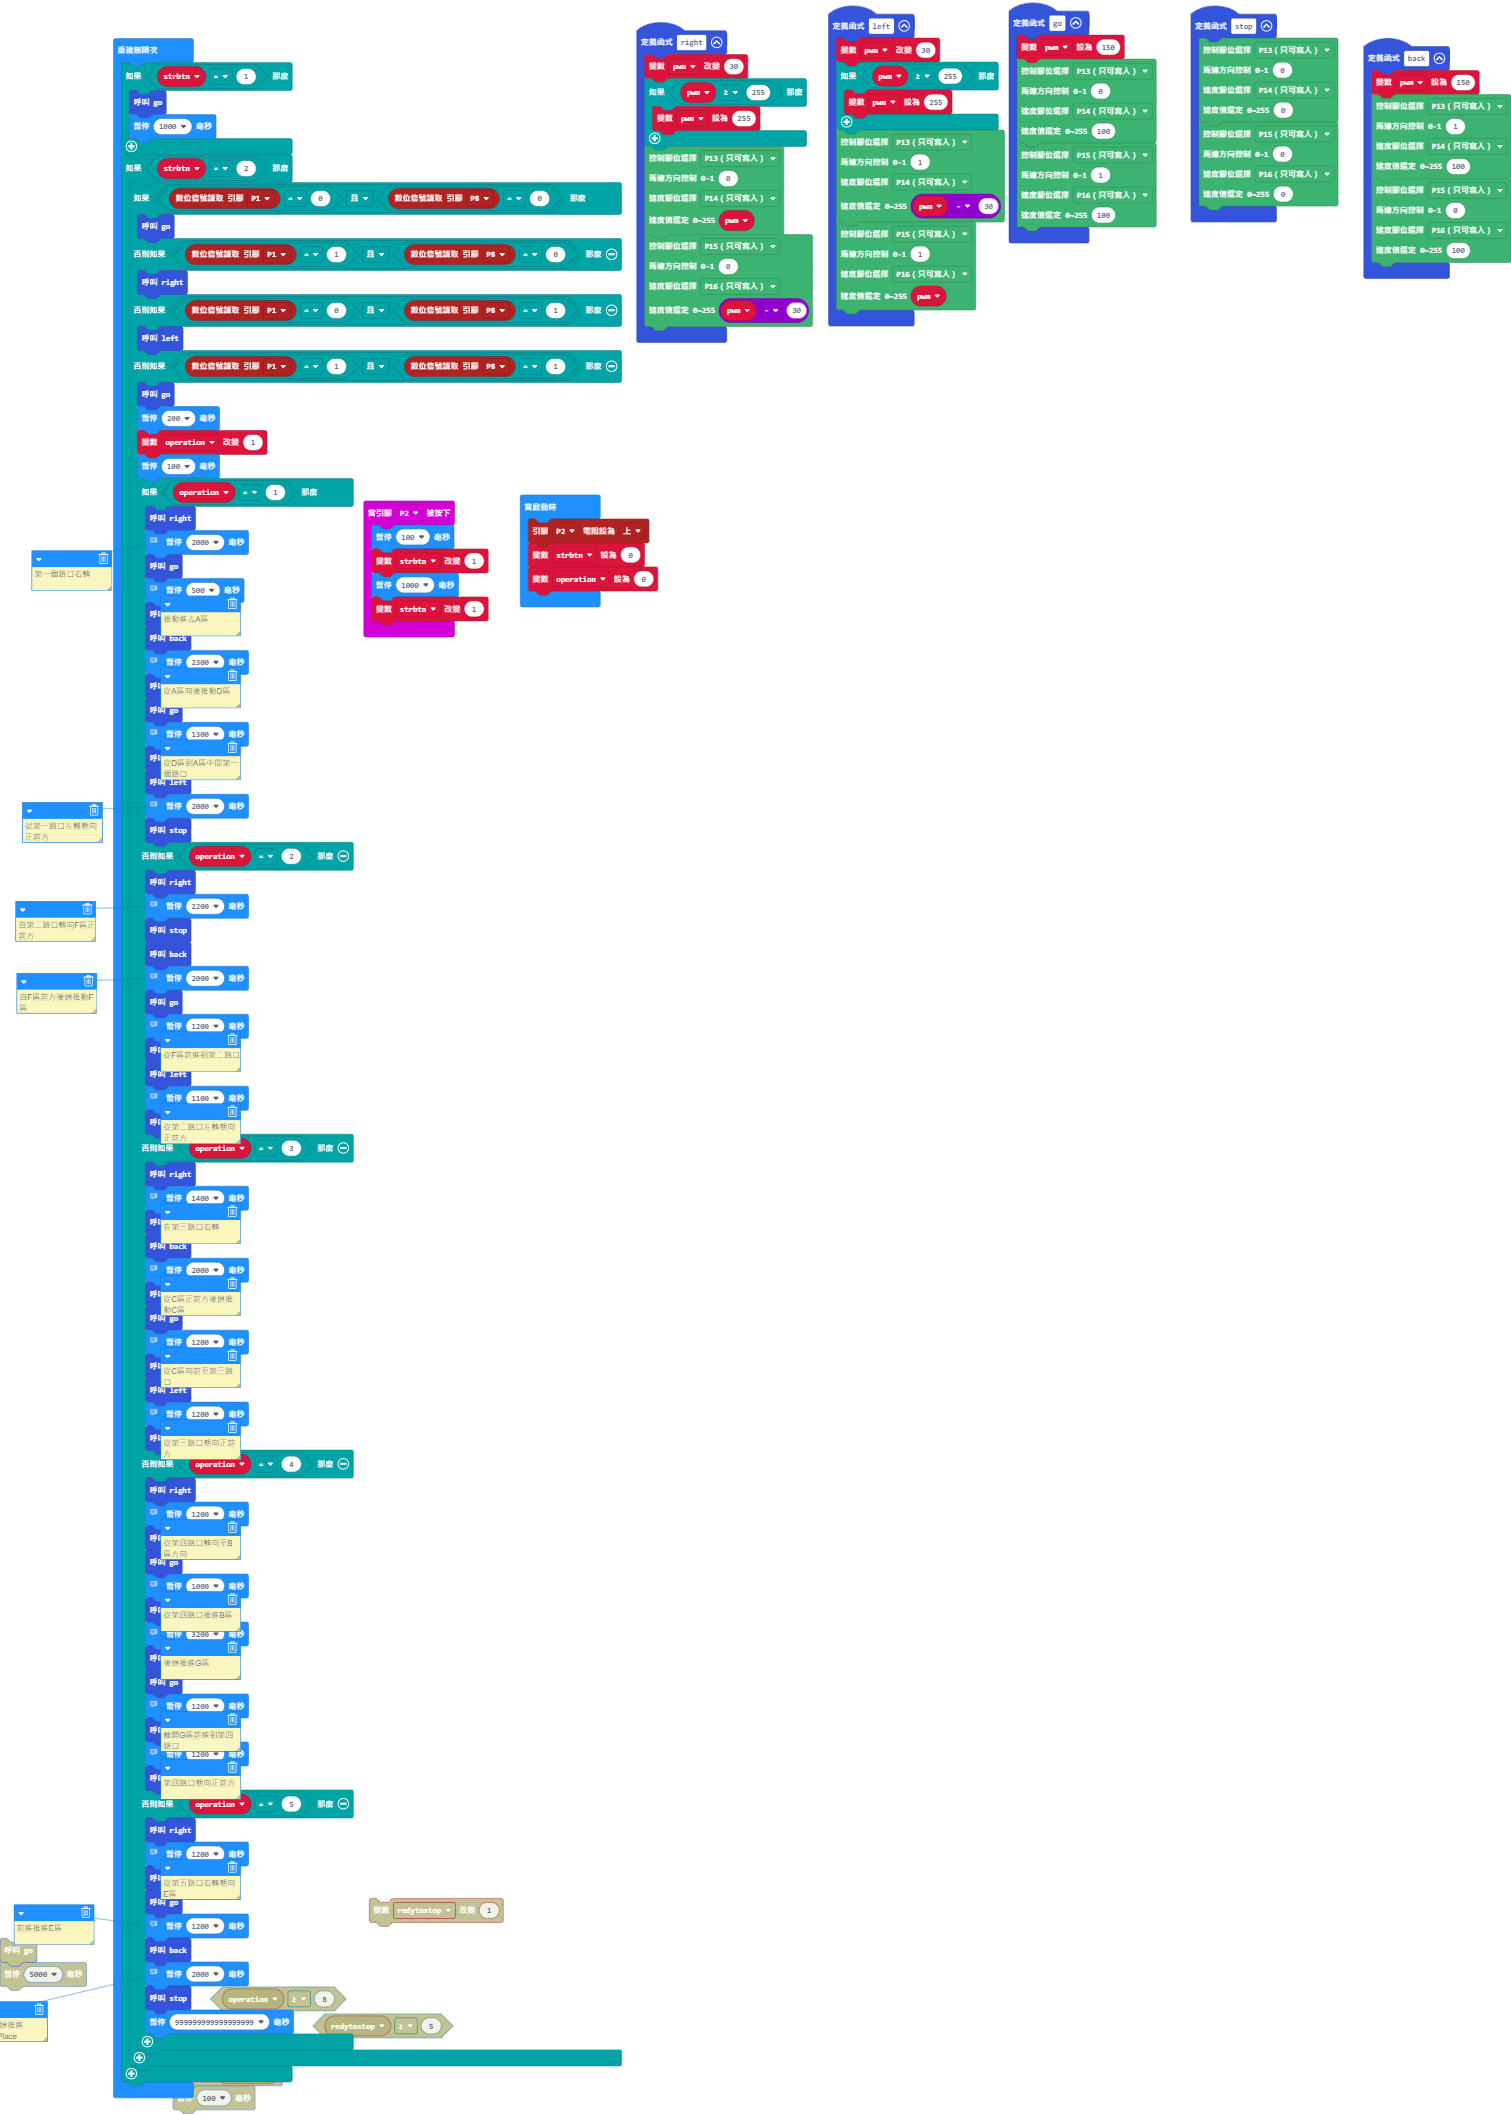 重複無限次
如果 strbtn = 1 那麼
呼叫 go
暫停 1000 毫秒
如果 strbtn = 2 那麼
如果 數位信號讀取 引腳 P1 = 0 且 數位信號讀取 引腳 P8 = 0 那麼
呼叫 go
否則如果 數位信號讀取 引腳 P1 = 1 且 數位信號讀取 引腳 P8 = 0 那麼
呼叫 right
否則如果 數位信號讀取 引腳 P1 = 0 且 數位信號讀取 引腳 P8 = 1 那麼
呼叫 left
否則如果 數位信號讀取 引腳 P1 = 1 且 數位信號讀取 引腳 P8 = 1 那麼
呼叫 go
暫停 200 毫秒
變數 operation 改變 1
暫停 100 毫秒
如果 operation = 1 那麼
呼叫 right
暫停 2000 毫秒
第一個路口右轉
呼叫 go
暫停 500 毫秒
推動進入A區
呼叫 back
暫停 2300 毫秒
從A區向後推動D區
呼叫 go
暫停 1300 毫秒
從D區到A區中間第一
個路口
呼叫 left
暫停 2000 毫秒
從第一路口左轉朝向
正前方
呼叫 stop
否則如果 operation = 2 那麼
呼叫 right
暫停 2200 毫秒
自第二路口轉向F區正
前方
呼叫 stop
呼叫 back
暫停 2000 毫秒
自F區前方後退推動F
區
呼叫 go
暫停 1200 毫秒
從F區前進到第二路口
呼叫 left
暫停 1100 毫秒
從第二路口左轉朝向
正前方
否則如果 operation = 3 那麼
呼叫 right
暫停 1400 毫秒
在第三路口右轉
呼叫 back
暫停 2000 毫秒
從C區正前方後退推
動C區
呼叫 go
暫停 1200 毫秒
從C區向前至第三路
口
呼叫 left
暫停 1200 毫秒
從第三路口朝向正前
方
否則如果 operation = 4 那麼
呼叫 right
暫停 1200 毫秒
從第四路口轉向至B
區方向
呼叫 go
暫停 1000 毫秒
從第四路口推進B區
3200 毫秒
後退推進G區
呼叫 go
暫停 1200 毫秒
離開G區前進到第四
路口
暫停 1200 毫秒
第四路口朝向正前方
否則如果 operation = 5 那麼
呼叫 right
暫停 1200 毫秒
從第五路口右轉朝向
E區
呼叫 go
暫停 1200 毫秒
前進推進E區
呼叫 back
暫停 2000 毫秒
退推進
Place
呼叫 stop
暫停 999999999999999999 毫秒
呼叫 go
暫停 5000 毫秒
變數 redytostop 改變 1
operation ≥ 8
redytostop ≥ 5
100 毫秒
當引腳 P2 被按下
暫停 100 毫秒
變數 strbtn 改變 1
暫停 1000 毫秒
變數 strbtn 改變 1
當啟動時
引腳 P2 電阻設為 上
變數 strbtn 設為 0
變數 operation 設為 0
定義函式 right
變數 pwm 改變 30
如果 pwm ≥ 255 那麼
變數 pwm 設為 255
控制腳位選擇 P13 (只可寫入)
馬達方向控制 0-1 0
速度腳位選擇 P14 (只可寫入)
速度值選定 0~255 pwm
控制腳位選擇 P15 (只可寫入)
馬達方向控制 0-1 0
速度腳位選擇 P16 (只可寫入)
速度值選定 0~255 pwm - 30
定義函式 left
變數 pwm 改變 30
如果 pwm ≥ 255 那麼
變數 pwm 設為 255
控制腳位選擇 P13 (只可寫入)
馬達方向控制 0-1 1
速度腳位選擇 P14 (只可寫入)
速度值選定 0~255 pwm - 30
控制腳位選擇 P15 (只可寫入)
馬達方向控制 0-1 1
速度腳位選擇 P16 (只可寫入)
速度值選定 0~255 pwm
定義函式 go
變數 pwm 設為 150
控制腳位選擇 P13 (只可寫入)
馬達方向控制 0-1 0
速度腳位選擇 P14 (只可寫入)
速度值選定 0~255 100
控制腳位選擇 P15 (只可寫入)
馬達方向控制 0-1 1
速度腳位選擇 P16 (只可寫入)
速度值選定 0~255 100
定義函式 stop
控制腳位選擇 P13 (只可寫入)
馬達方向控制 0-1 0
速度腳位選擇 P14 (只可寫入)
速度值選定 0~255 0
控制腳位選擇 P15 (只可寫入)
馬達方向控制 0-1 0
速度腳位選擇 P16 (只可寫入)
速度值選定 0~255 0
定義函式 back
變數 pwm 設為 150
控制腳位選擇 P13 (只可寫入)
馬達方向控制 0-1 1
速度腳位選擇 P14 (只可寫入)
速度值選定 0~255 100
控制腳位選擇 P15 (只可寫入)
馬達方向控制 0-1 0
速度腳位選擇 P16 (只可寫入)
速度值選定 0~255 100